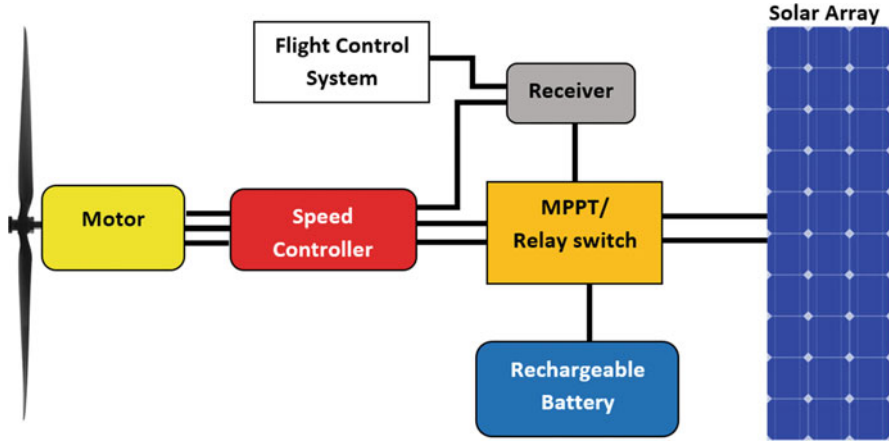 Solar Array
Flight Control
System
Receiver
Motor
Speed
Controller
MPPT/
Relay switch
Rechargeable
Battery